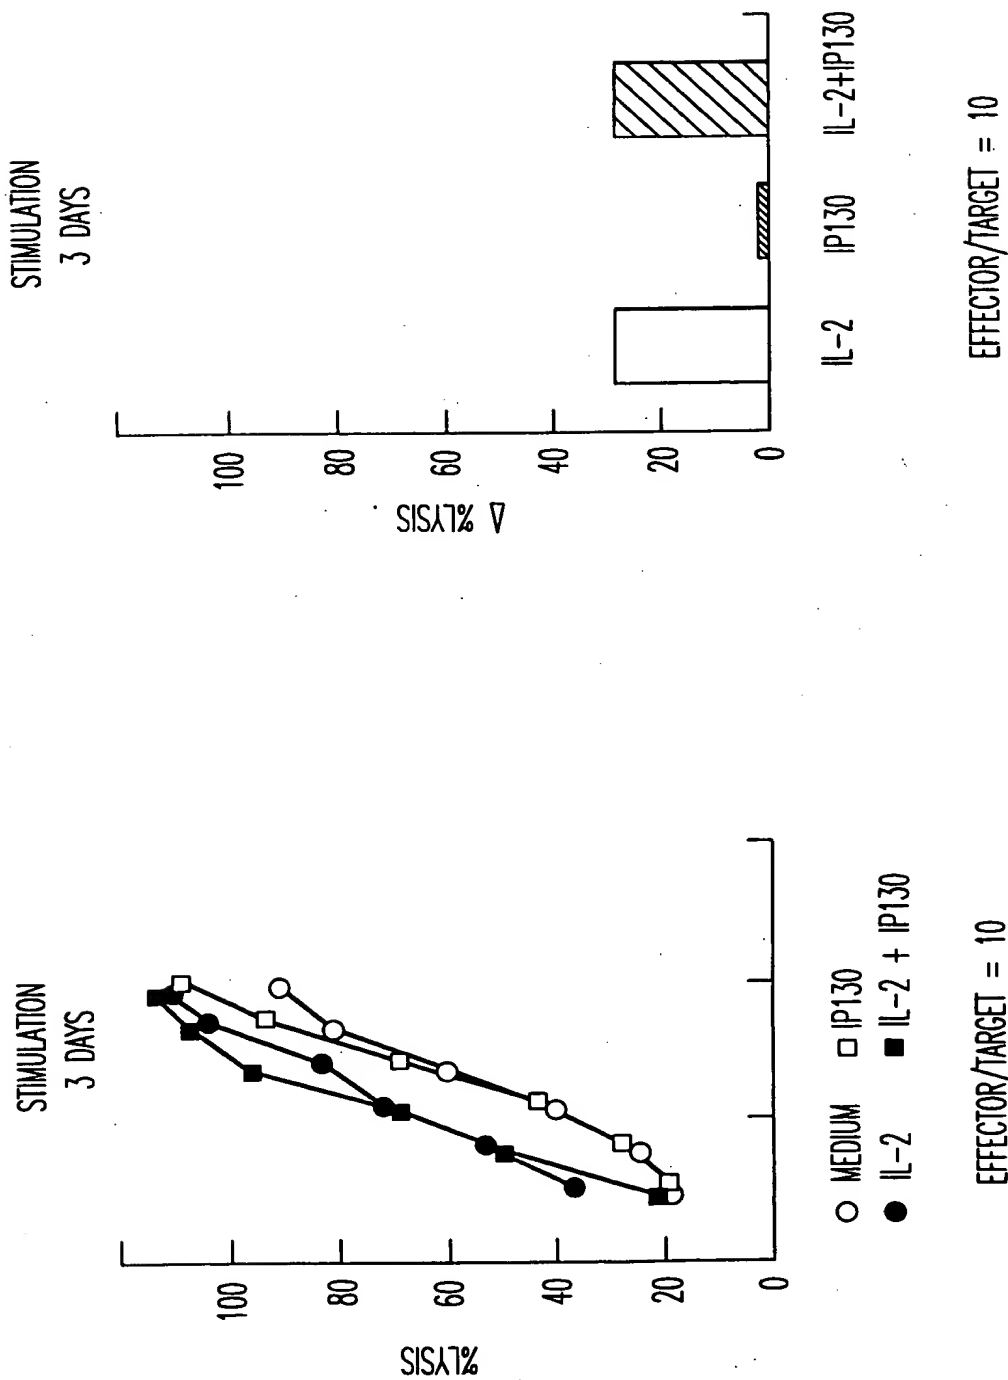 STIMULATION
3 DAYS
%LYSIS
100
80
60
40
20
0
MEDIUM
IP130
IL-2
IL-2 + IP130
EFFECTOR/TARGET = 10
STIMULATION
3 DAYS
Δ %LYSIS
100
80
60
40
20
0
IL-2
IP130
IL-2+IP130
EFFECTOR/TARGET = 10